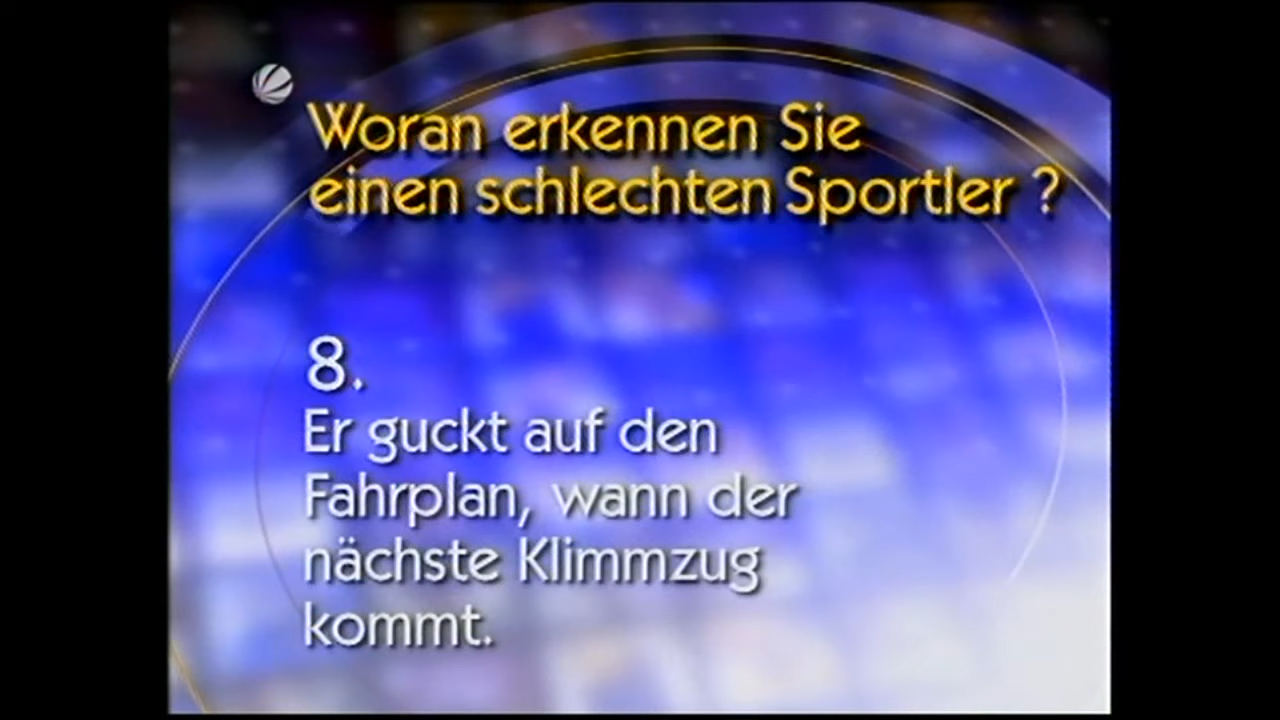 Woran erkennen Sie
einen schlechten Sportler ?
8.
Er guckt auf den
Fahrplan, wann der
nächste Klimmzug
kommt.